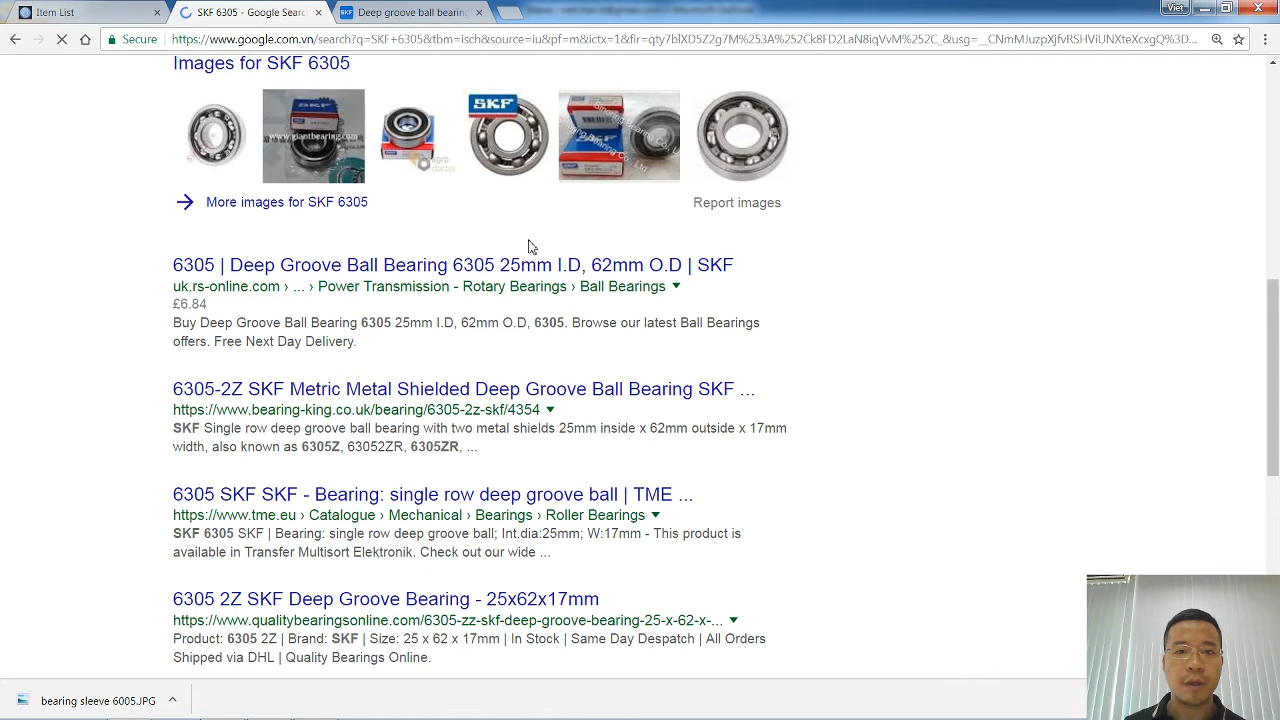 Item List
SKF 6305 - Google Searc
Deep groove ball bearin
Viet
Secure
https://www.google.com.vn/search?q=SKF+6305&tbm=isch&source=iu&pf=m&ictx=1&fir=qty7blXD5Z2g7M%253A%252Ck8FD2LaN8iqVvM%252C_&usg=__CNmMJuzpXjfvRSHViUNXteXcxgQ%3D...
Images for SKF 6305
SKF
www.giantbearing.com
agro
doctor
SKF
More images for SKF 6305
Report images
6305 | Deep Groove Ball Bearing 6305 25mm I.D, 62mm O.D | SKF
uk.rs-online.com › ... › Power Transmission - Rotary Bearings › Ball Bearings
£6.84
Buy Deep Groove Ball Bearing 6305 25mm I.D, 62mm O.D, 6305. Browse our latest Ball Bearings
offers. Free Next Day Delivery.
6305-2Z SKF Metric Metal Shielded Deep Groove Ball Bearing SKF ...
https://www.bearing-king.co.uk/bearing/6305-2z-skf/4354
SKF Single row deep groove ball bearing with two metal shields 25mm inside x 62mm outside x 17mm
width, also known as 6305Z, 63052ZR, 6305ZR, ...
6305 SKF SKF - Bearing: single row deep groove ball | TME ...
https://www.tme.eu › Catalogue › Mechanical › Bearings › Roller Bearings
SKF 6305 SKF | Bearing: single row deep groove ball; Int.dia:25mm; W:17mm - This product is
available in Transfer Multisort Elektronik. Check out our wide ...
6305 2Z SKF Deep Groove Bearing - 25x62x17mm
https://www.qualitybearingsonline.com/6305-zz-skf-deep-groove-bearing-25-x-62-x-...
Product: 6305 2Z | Brand: SKF | Size: 25 x 62 x 17mm | In Stock | Same Day Despatch | All Orders
Shipped via DHL | Quality Bearings Online.
bearing sleeve 6005.JPG